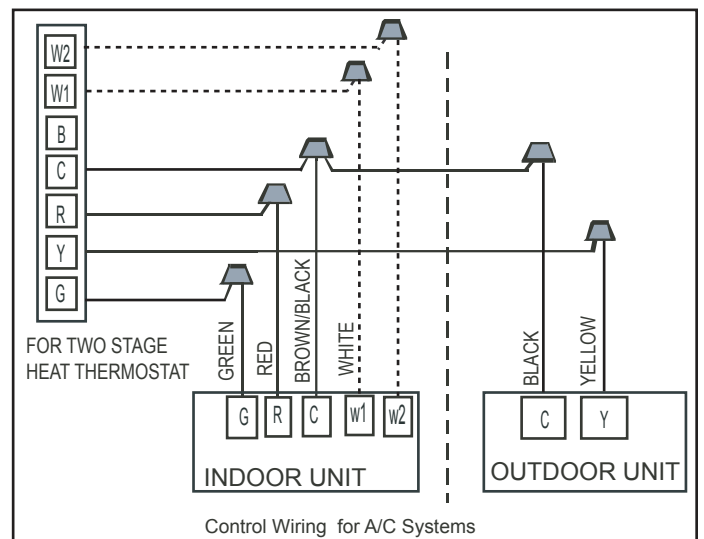 W2
W1
B
C
R
Y
G
FOR TWO STAGE
HEAT THERMOSTAT
GREEN
RED
BROWN/BLACK
WHITE
BLACK
YELLOW
G
R
C
w1
w2
INDOOR UNIT
C
Y
OUTDOOR UNIT
Control Wiring for A/C Systems